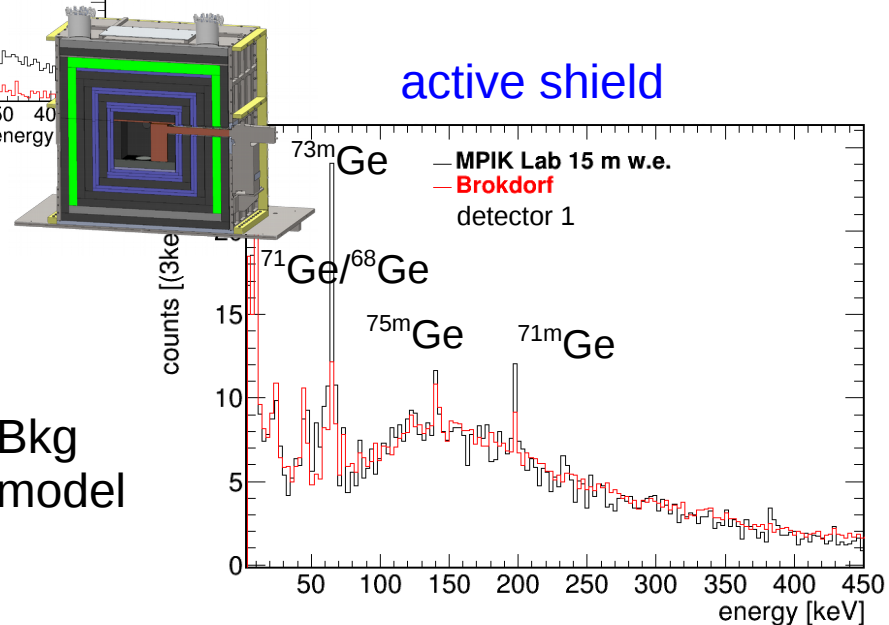 active shield
50 40
energy
73mGe
MPIK Lab 15 m w.e.
Brokdorf
detector 1
counts [(3ke
71Ge/68Ge
75mGe
71mGe
15
10
5
0
Bkg
model
50 100 150 200 250 300 350 400 450
energy [keV]